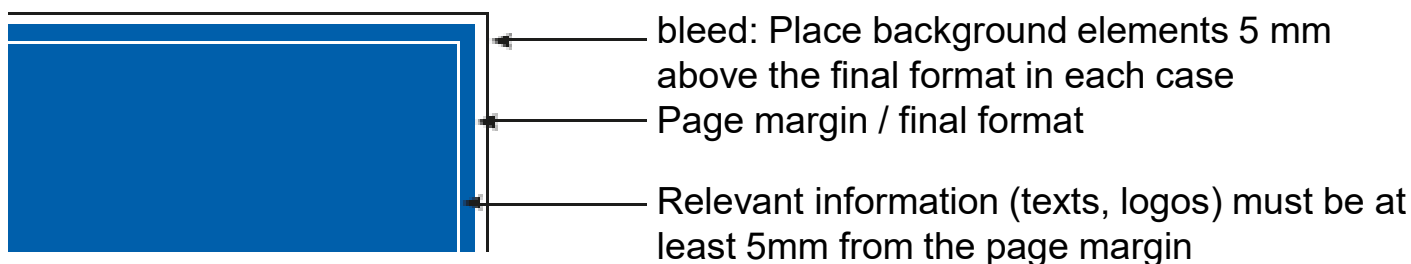 bleed: Place background elements 5 mm
above the final format in each case
Page margin / final format
Relevant information (texts, logos) must be at
least 5mm from the page margin